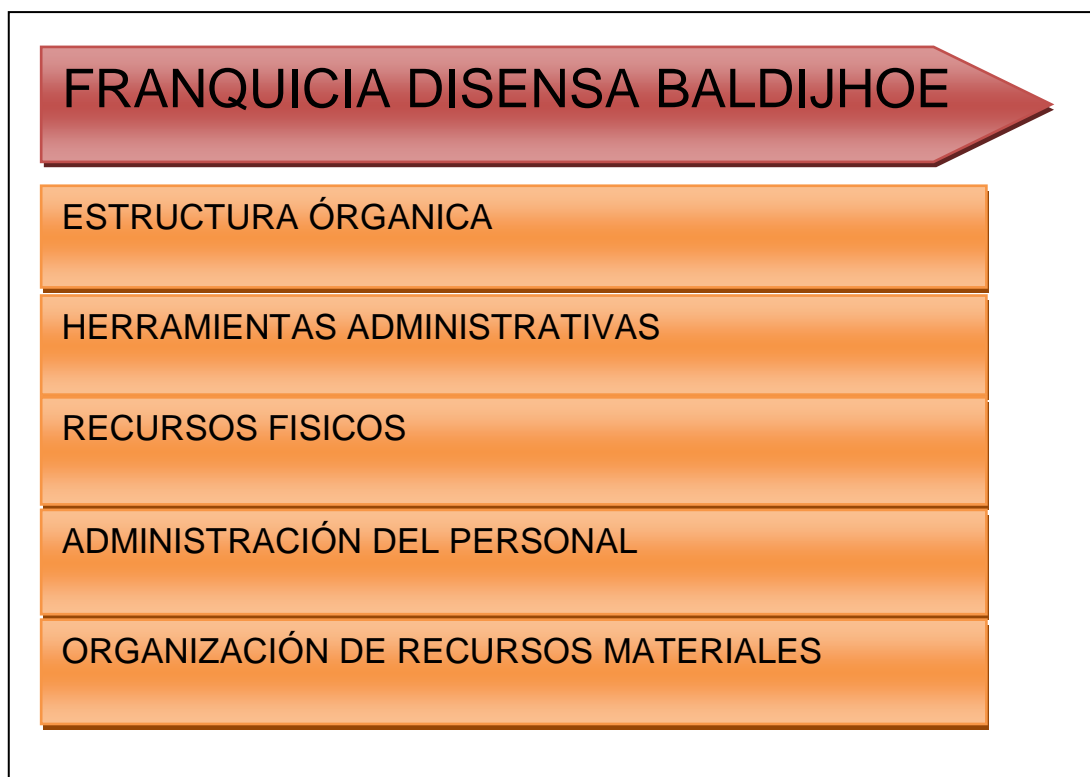 FRANQUICIA DISENSA BALDIJHOE
ESTRUCTURA ÓRGANICA
HERRAMIENTAS ADMINISTRATIVAS
RECURSOS FISICOS
ADMINISTRACIÓN DEL PERSONAL
ORGANIZACIÓN DE RECURSOS MATERIALES